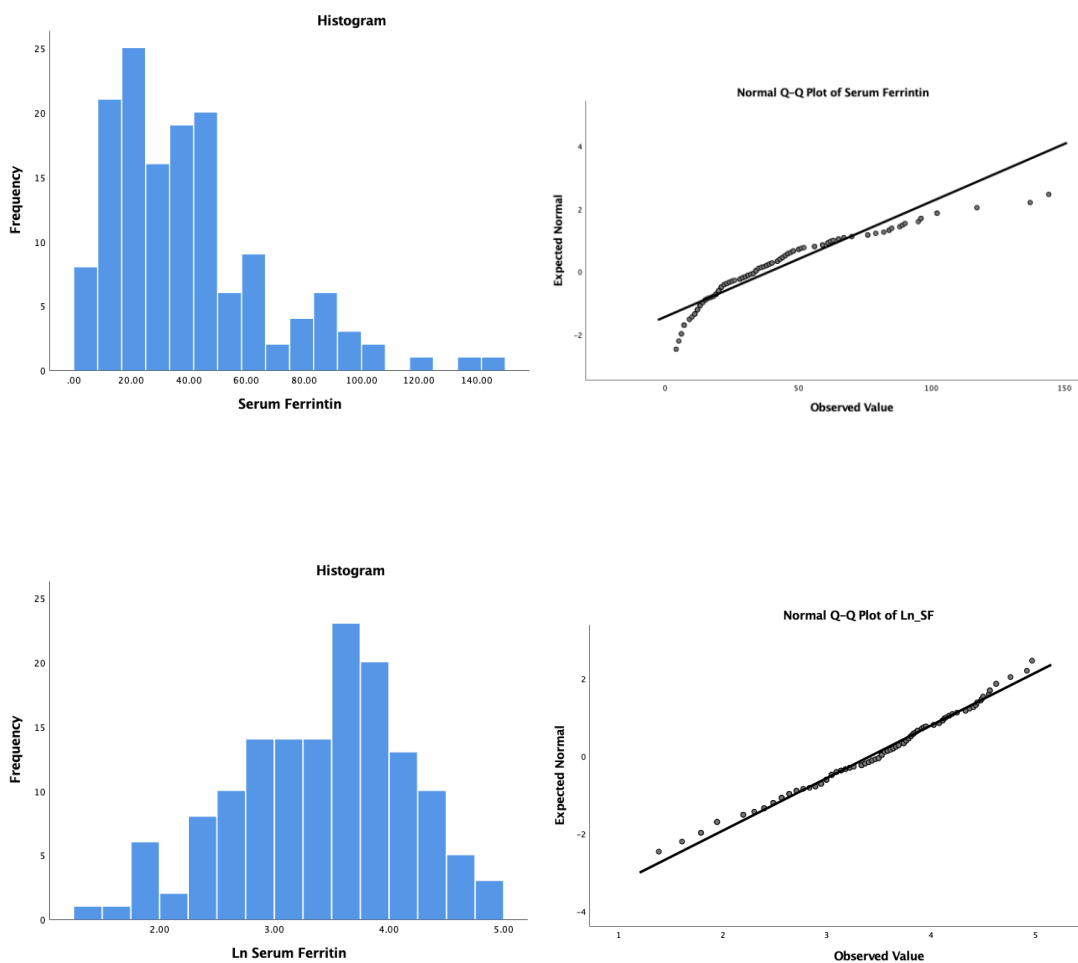 Histogram
Frequency
25
20
15
10
5
0
.00 20.00 40.00 60.00 80.00 100.00 120.00 140.00
Serum Ferrintin
Normal Q-Q Plot of Serum Ferrintin
Expected Normal
4
2
0
-2
0 50 100 150
Observed Value
Histogram
Frequency
25
20
15
10
5
0
2.00 3.00 4.00 5.00
Ln Serum Ferritin
Normal Q-Q Plot of Ln_SF
Expected Normal
2
0
-2
-4
1 2 3 4 5
Observed Value